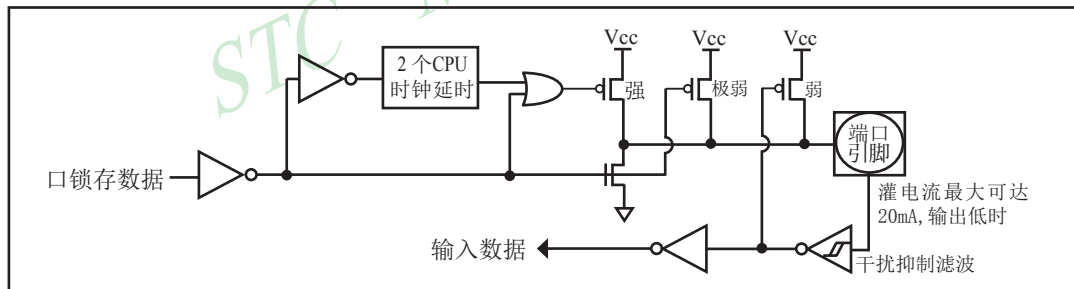 STC
Vcc
Vcc
Vcc
2 个CPU
时钟延时
强
极弱
弱
端口
引脚
口锁存数据
灌电流最大可达
20mA,输出低时
输入数据
干扰抑制滤波